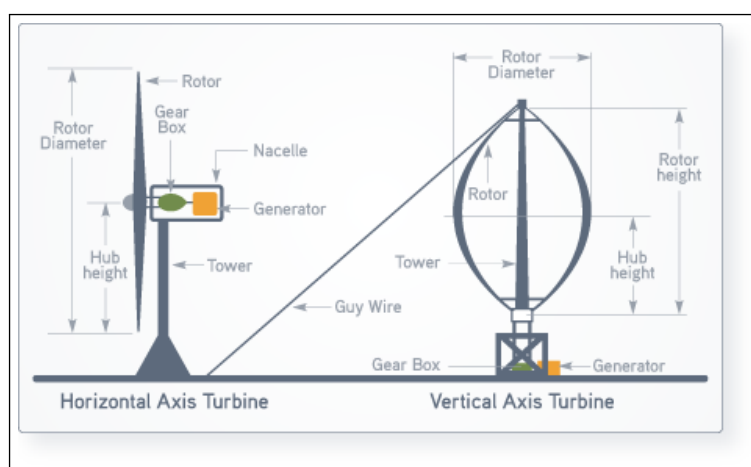 Rotor
Diameter
Rotor
Gear
Box
Nacelle
Generator
Hub
height
Tower
Guy Wire
Horizontal Axis Turbine
Rotor
Diameter
Rotor
height
Rotor
Tower
Hub
height
Gear Box
Generator
Vertical Axis Turbine